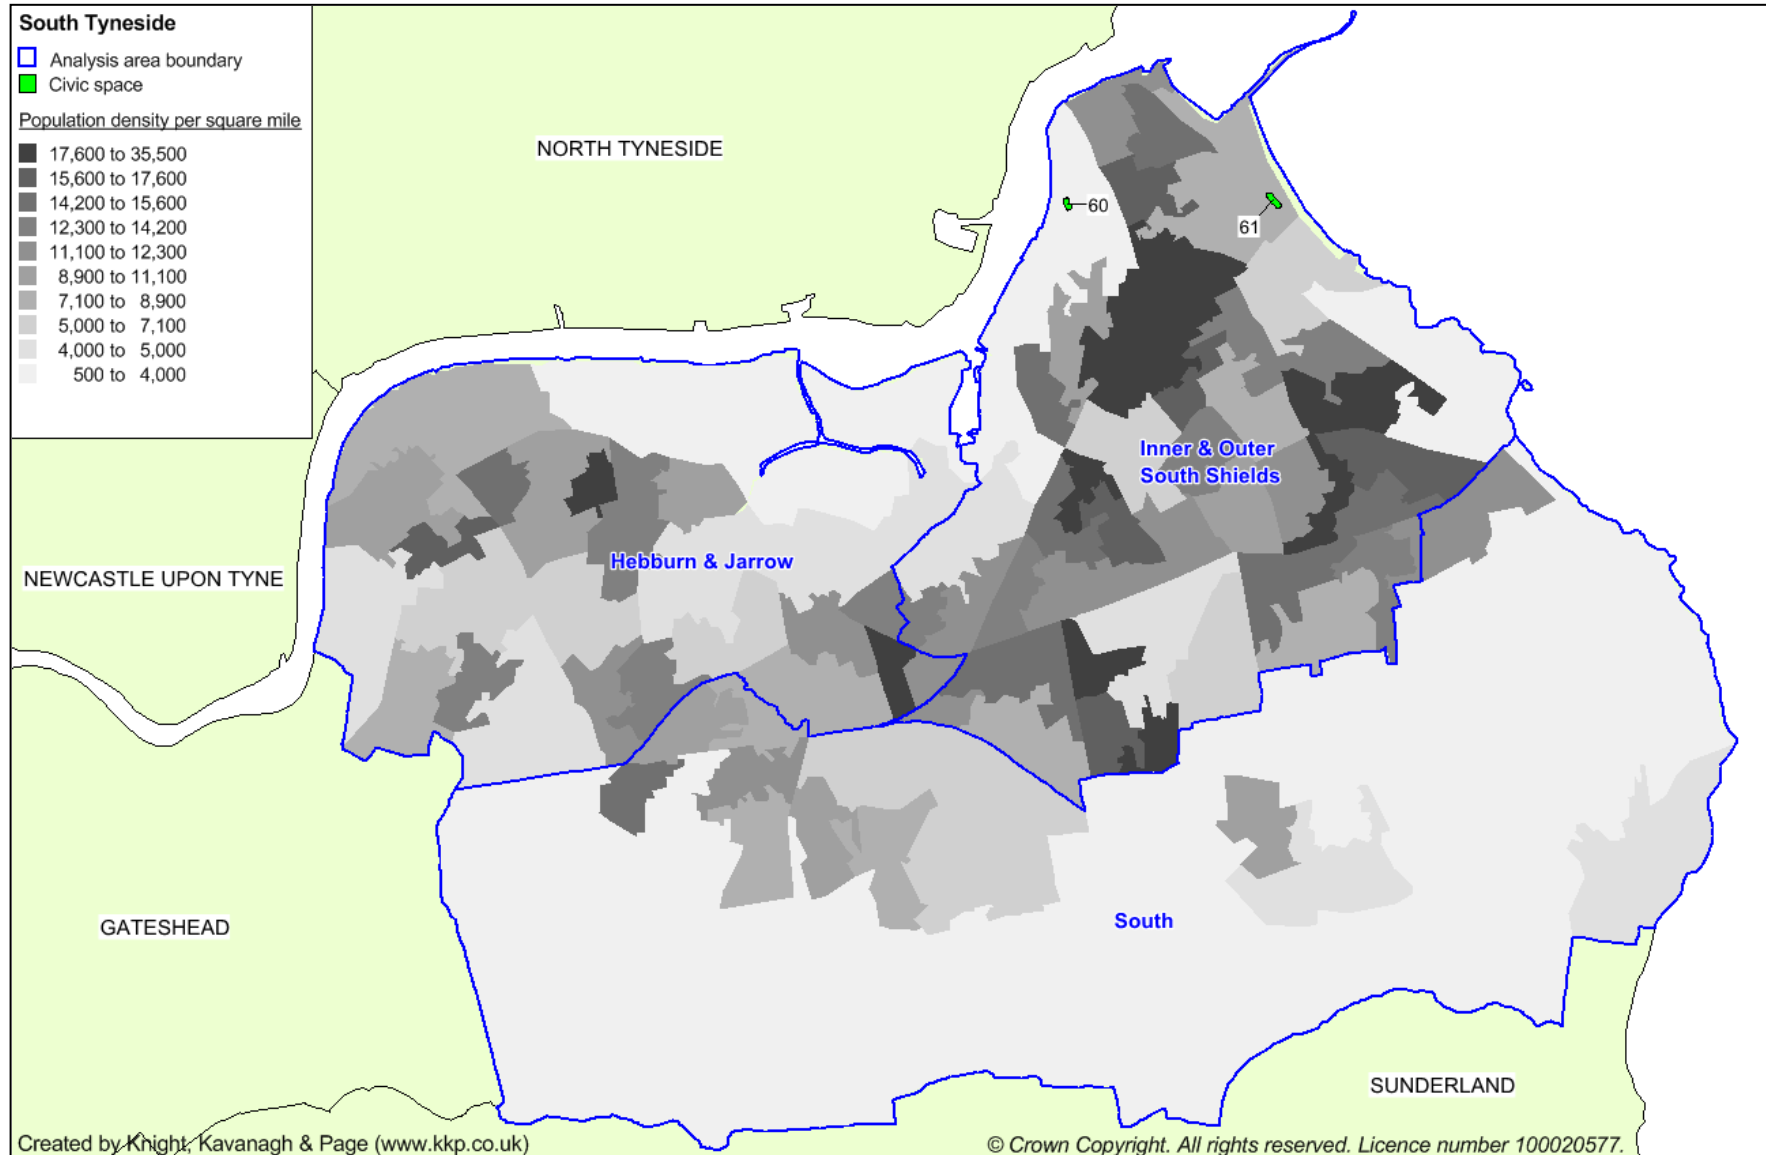 South Tyneside
Analysis area boundary
Civic space
Population density per square mile
17,600 to 35,500
15,600 to 17,600
14,200 to 15,600
12,300 to 14,200
11,100 to 12,300
8,900 to 11,100
7,100 to 8,900
5,000 to 7,100
4,000 to 5,000
500 to 4,000
NORTH TYNESIDE
60
61
Inner & Outer
South Shields
Hebburn & Jarrow
NEWCASTLE UPON TYNE
South
GATESHEAD
SUNDERLAND
Created by Knight, Kavanagh & Page (www.kkp.co.uk)
© Crown Copyright. All rights reserved. Licence number 100020577.